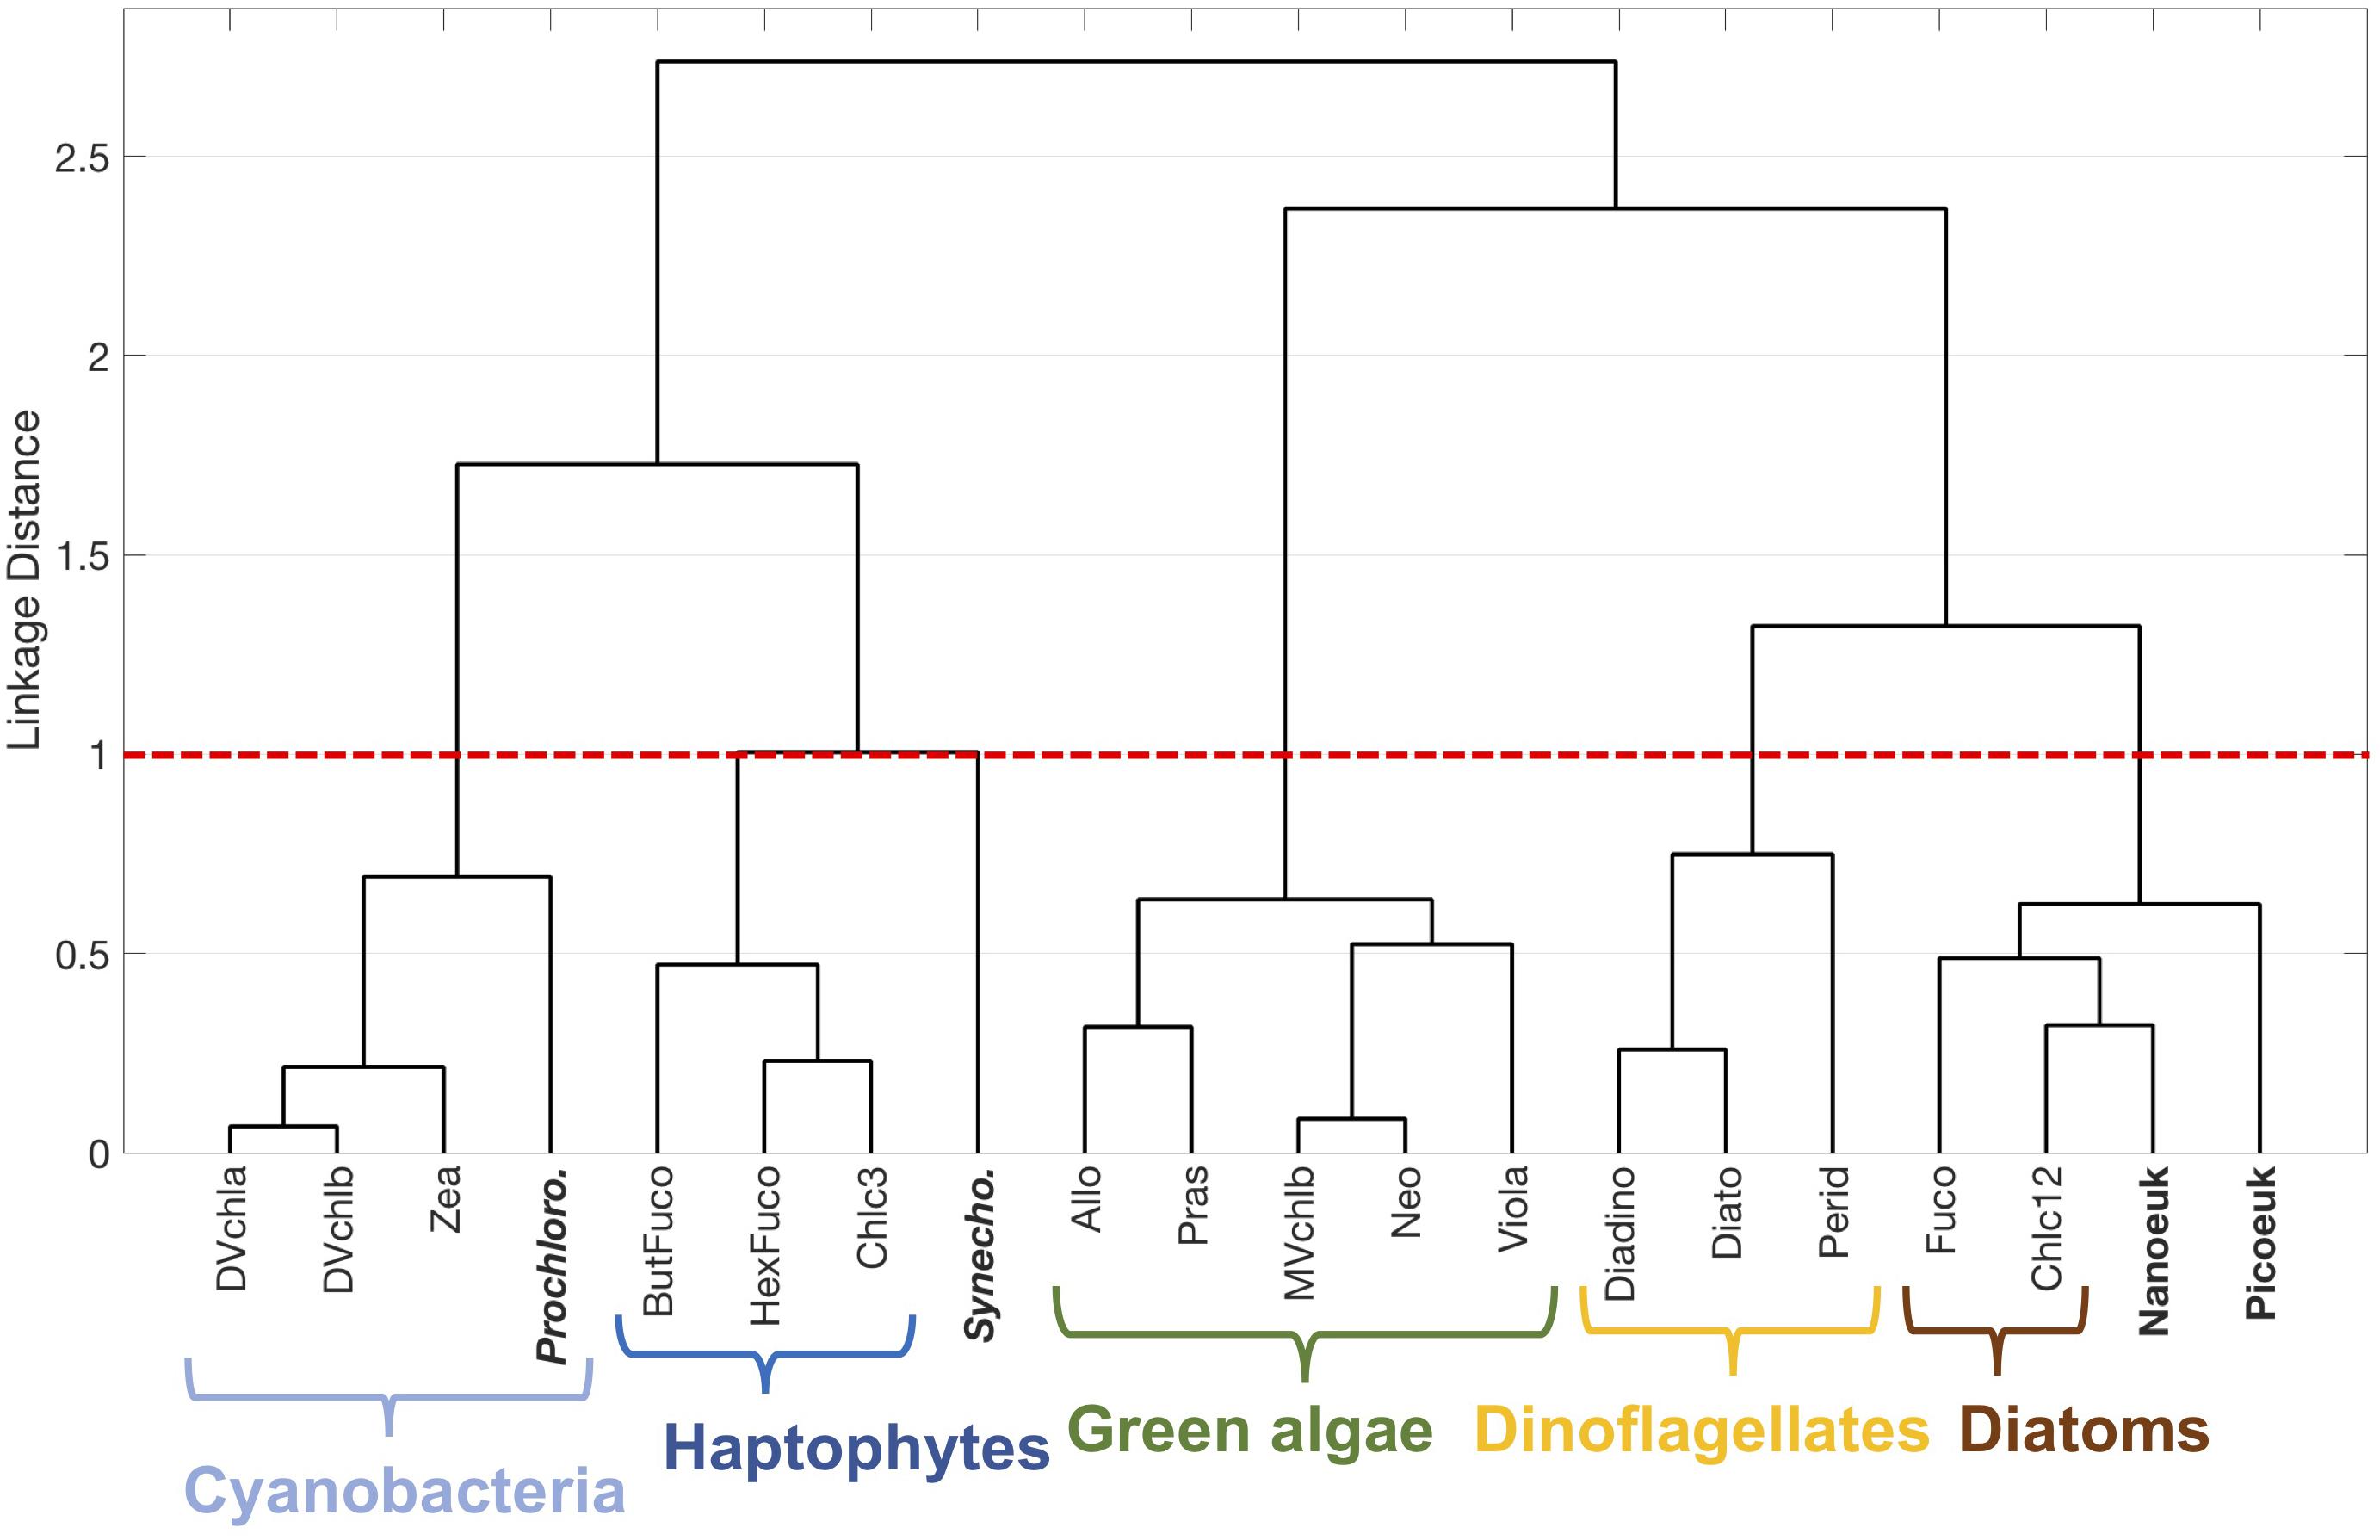 Linkage Distance
2.5
2
1.5
1
0.5
0
DVchla
DVchlb
Zea
Prochloro.
ButFuco
HexFuco
Chlc3
Synecho.
Allo
Pras
MVchlb
Neo
Viola
Diadino
Diato
Perid
Fuco
Chlc12
Nanoeuk
Picoeuk
Cyanobacteria
Haptophytes
Green algae
Dinoflagellates
Diatoms